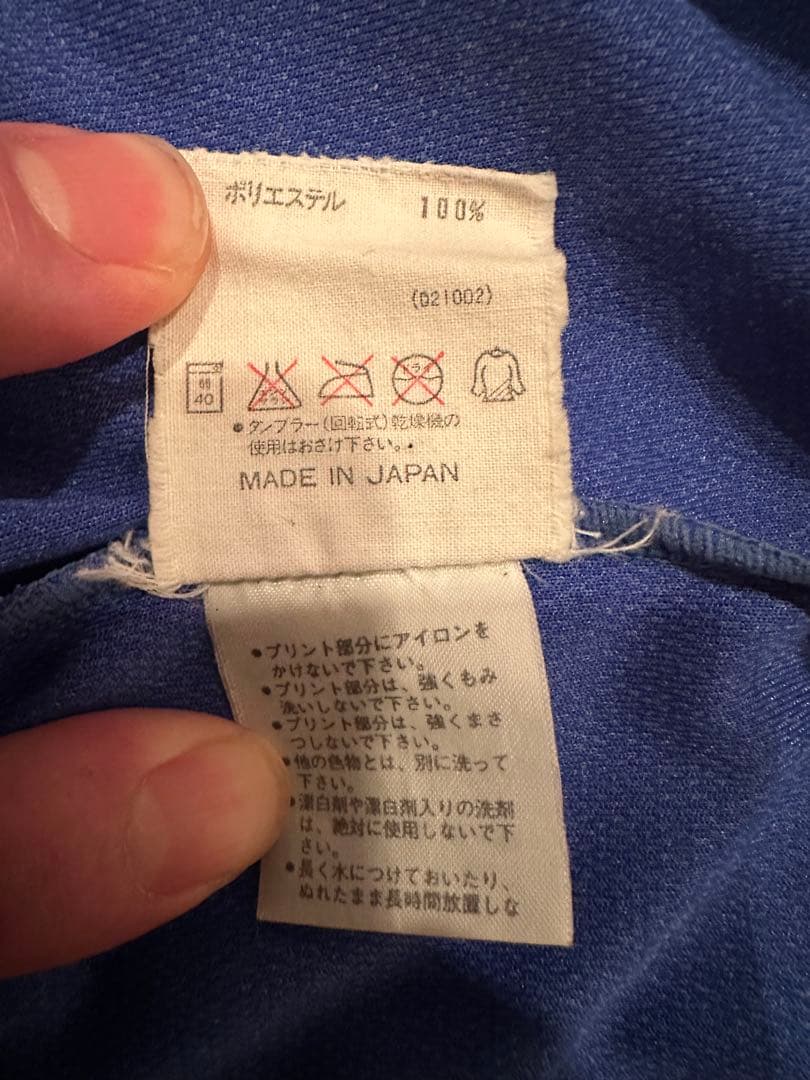 ポリエステル 100%
(021002)
弱
40
エンソ
サラシ
●タンブラー(回転式)乾燥機の
使用はおさけ下さい。
MADE IN JAPAN
●プリント部分にアイロンを
かけないで下さい。
●プリント部分は、強くもみ
洗いしないで下さい。
●プリント部分は、強くまさ
つしないで下さい。
●他の色物とは、別に洗って
下さい。
●漂白剤や漂白剤入りの洗剤
は、絶対に使用しないで下
さい。
●長く水につけておいたり、
ぬれたまま長時間放置しな